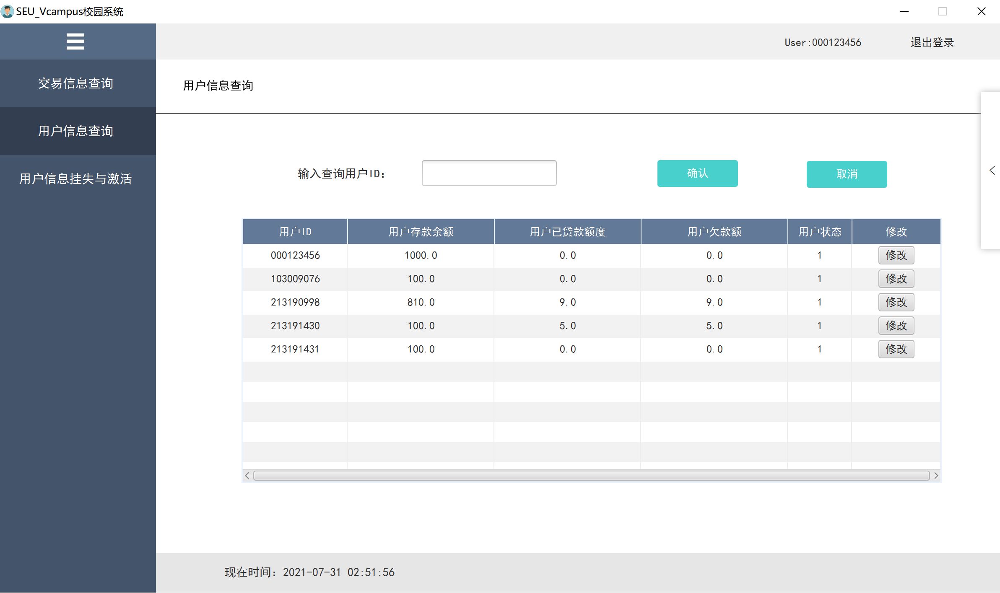 SEU_Vcampus校园系统
User:000123456 退出登录
交易信息查询
用户信息查询
用户信息挂失与激活
用户信息查询
输入查询用户ID： 确认 取消
用户ID 用户存款余额 用户已贷款额度 用户欠款额 用户状态 修改
000123456 1000.0 0.0 0.0 1 修改
103009076 100.0 0.0 0.0 1 修改
213190998 810.0 9.0 9.0 1 修改
213191430 100.0 5.0 5.0 1 修改
213191431 100.0 0.0 0.0 1 修改
现在时间：2021-07-31 02:51:56